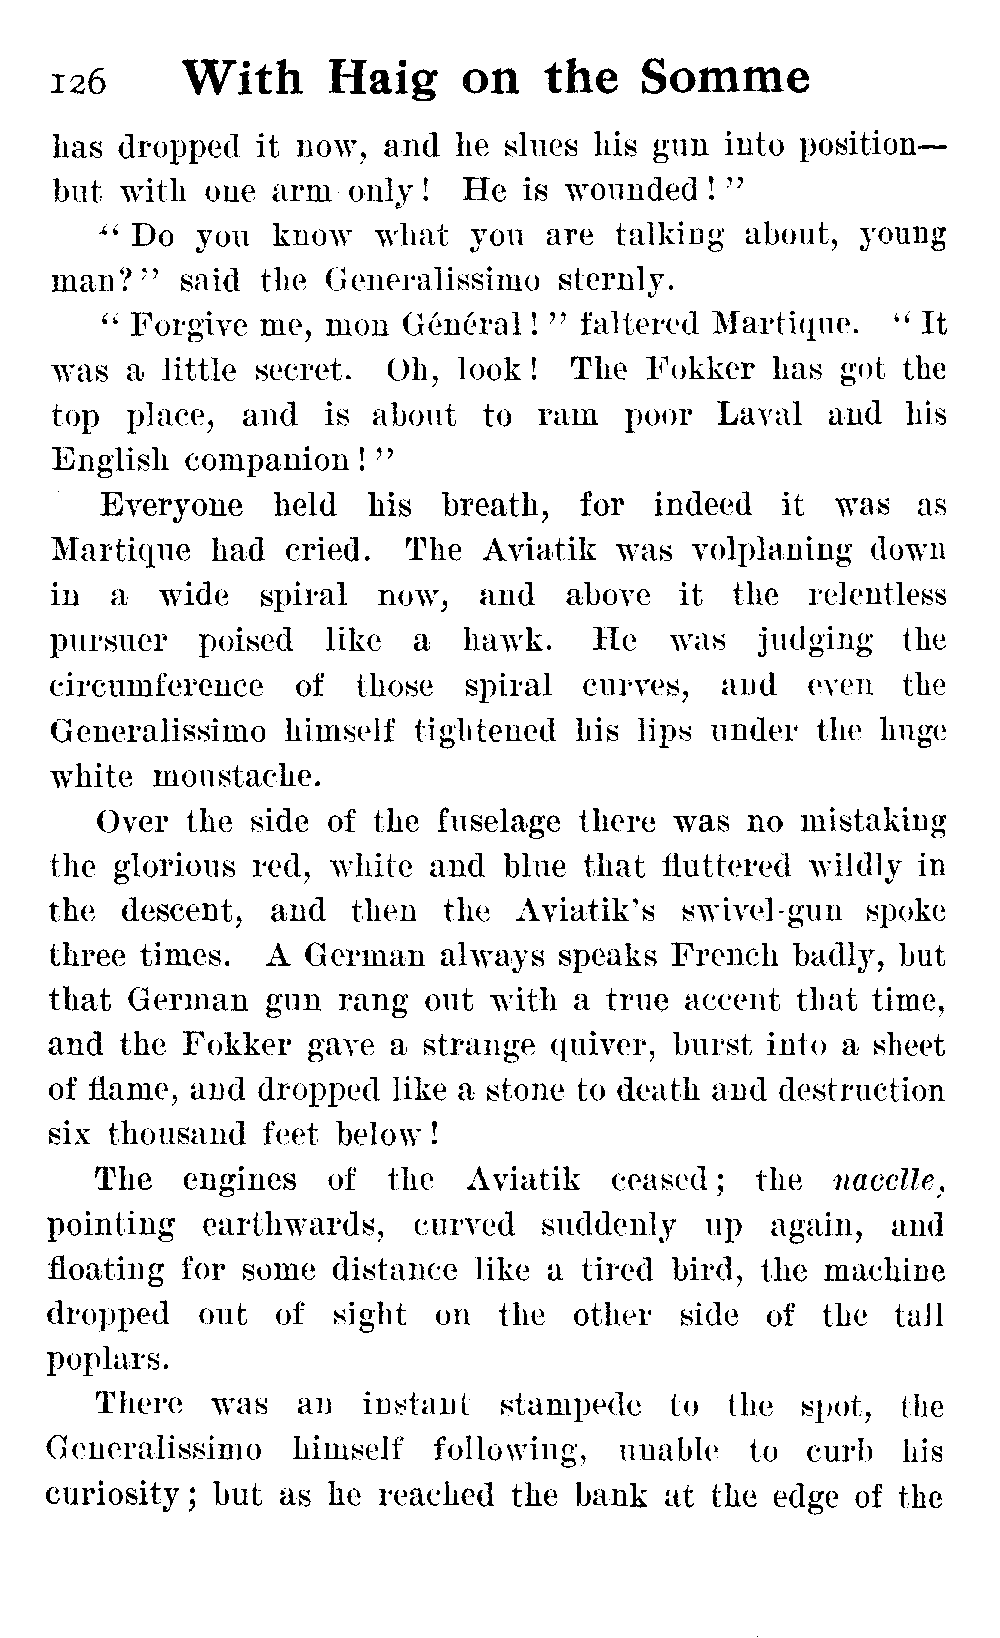 126 With Haig on the Somme
has dropped it now, and he slues his gun into position—
but with one arm only! He is wounded!"
"Do you know what you are talking about, young
man?" said the Generalissimo sternly.
"Forgive me, mon Général!" faltered Martique. "It
was a little secret. Oh, look! The Fokker has got the
top place, and is about to ram poor Laval and his
English companion!"
Everyone held his breath, for indeed it was as
Martique had cried. The Aviatik was volplaning down
in a wide spiral now, and above it the relentless
pursuer poised like a hawk. He was judging the
circumference of those spiral curves, and even the
Generalissimo himself tightened his lips under the huge
white moustache.
Over the side of the fuselage there was no mistaking
the glorious red, white and blue that fluttered wildly in
the descent, and then the Aviatik's swivel-gun spoke
three times. A German always speaks French badly, but
that German gun rang out with a true accent that time,
and the Fokker gave a strange quiver, burst into a sheet
of flame, and dropped like a stone to death and destruction
six thousand feet below!
The engines of the Aviatik ceased; the nacelle,
pointing earthwards, curved suddenly up again, and
floating for some distance like a tired bird, the machine
dropped out of sight on the other side of the tall
poplars.
There was an instant stampede to the spot, the
Generalissimo himself following, unable to curb his
curiosity; but as he reached the bank at the edge of the